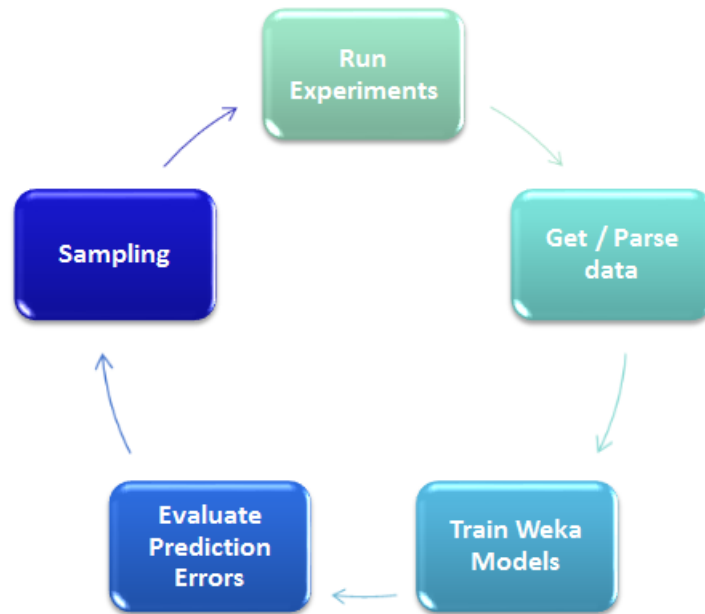 Run
Experiments
Get / Parse
data
Train Weka
Models
Evaluate
Prediction
Errors
Sampling